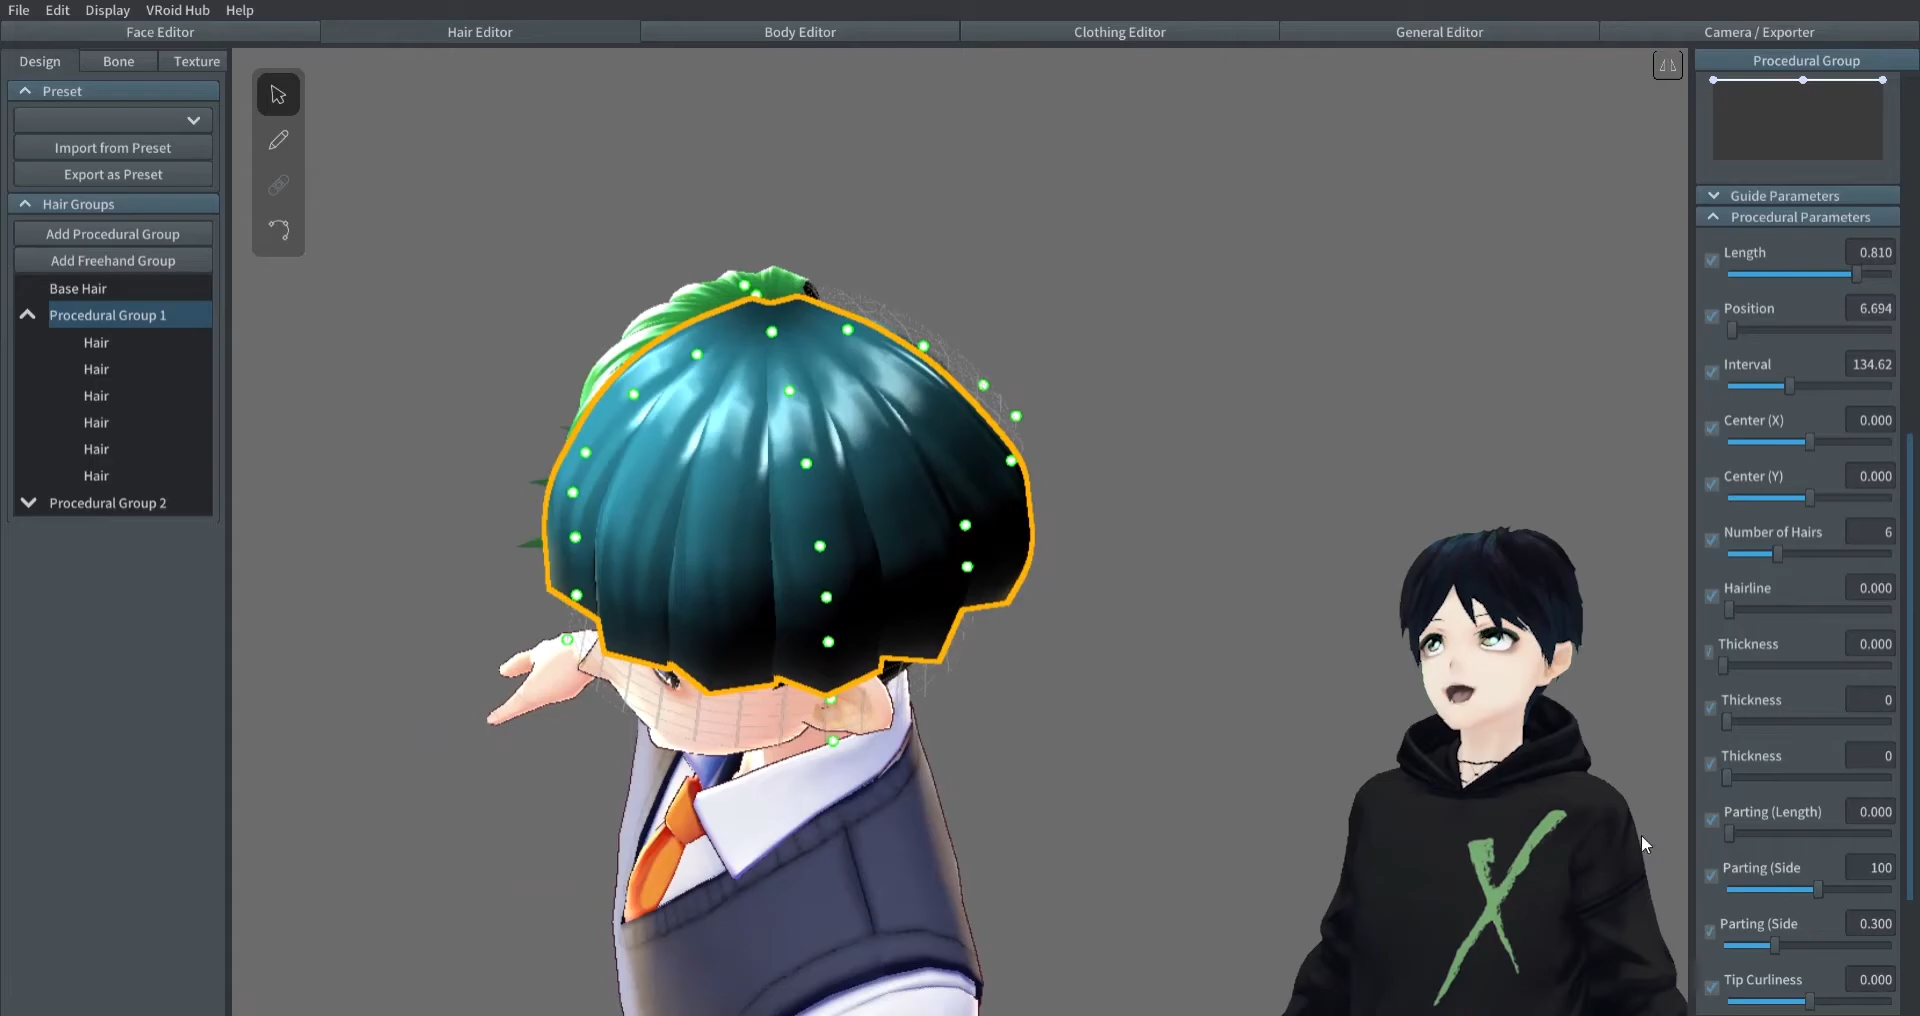 File Edit Display VRoid Hub Help
Face Editor Hair Editor Body Editor Clothing Editor General Editor Camera / Exporter
Design Bone Texture
Preset
Import from Preset
Export as Preset
Hair Groups
Add Procedural Group
Add Freehand Group
Base Hair
Procedural Group 1
Hair
Hair
Hair
Hair
Hair
Hair
Procedural Group 2
Procedural Group
Guide Parameters
Procedural Parameters
Length 0.810
Position 6.694
Interval 134.62
Center (X) 0.000
Center (Y) 0.000
Number of Hairs 6
Hairline 0.000
Thickness 0.000
Thickness 0
Thickness 0
Parting (Length) 0.000
Parting (Side 100
Parting (Side 0.300
Tip Curliness 0.000
X